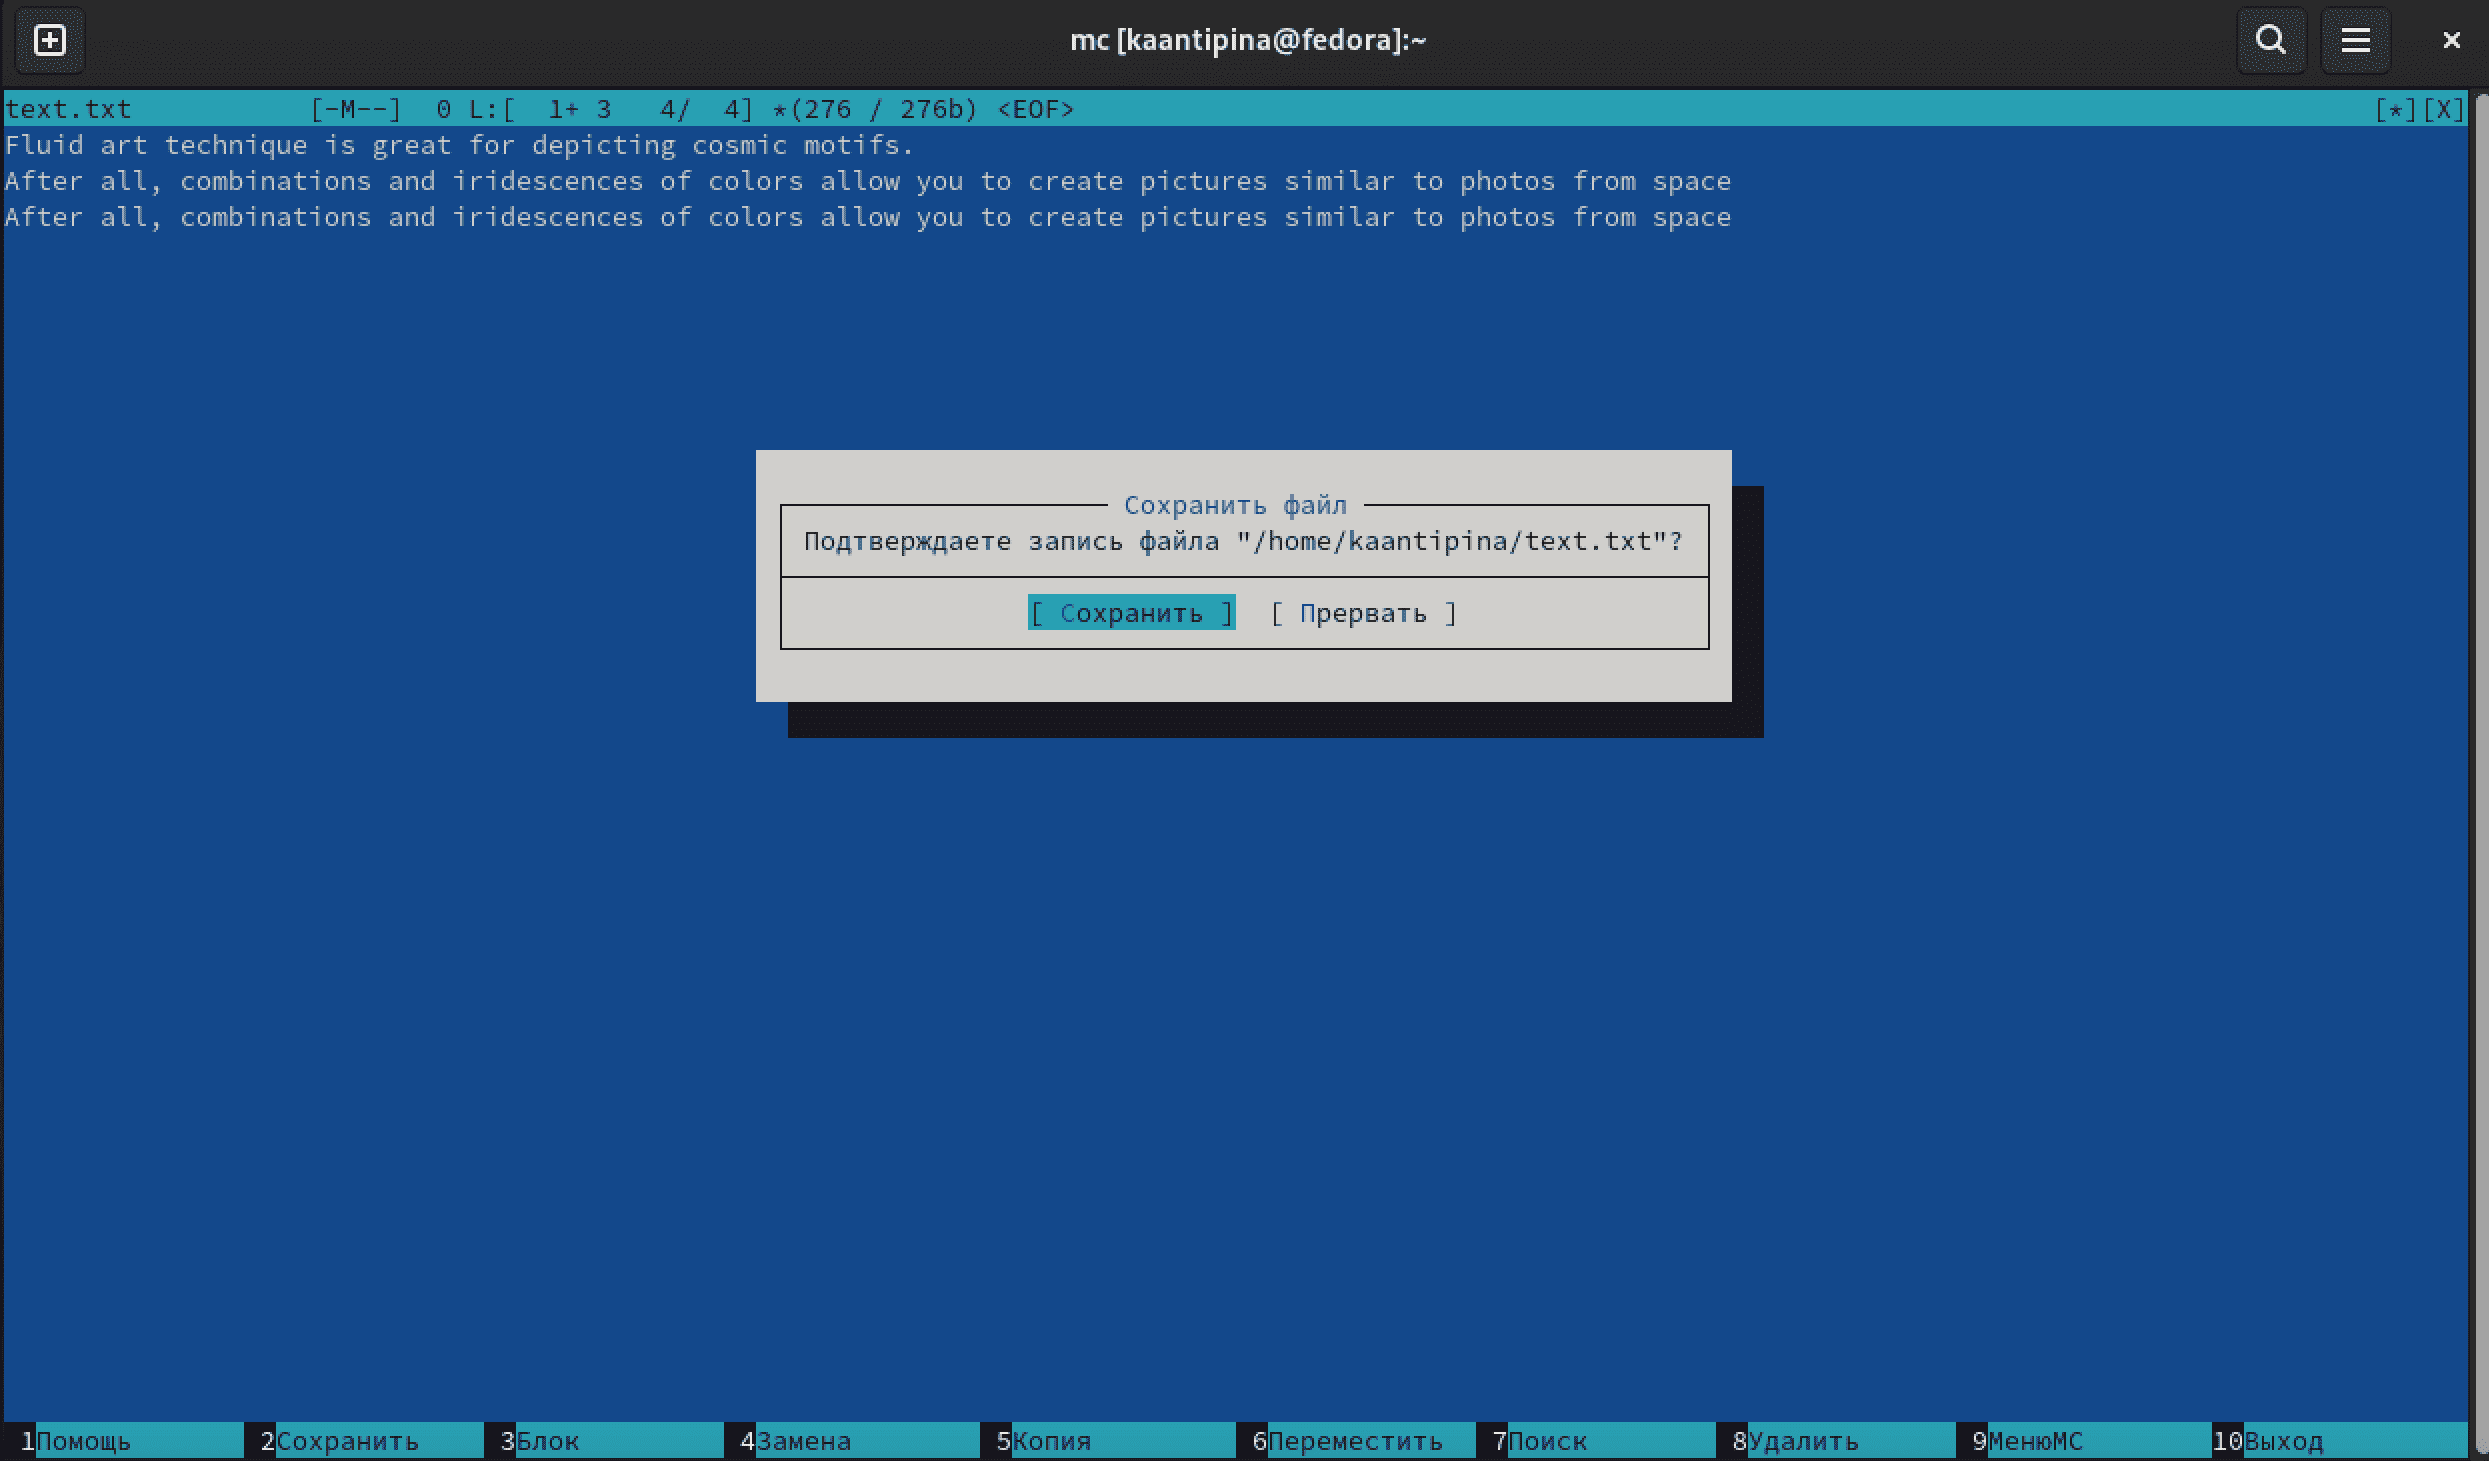 mc [kaantipina@fedora]:~
text.txt [-M--] 0 L:[ 1+ 3 4/ 4] *(276 / 276b) <EOF> [*][X]
Fluid art technique is great for depicting cosmic motifs.
After all, combinations and iridescences of colors allow you to create pictures similar to photos from space
After all, combinations and iridescences of colors allow you to create pictures similar to photos from space
Сохранить файл
Подтверждаете запись файла "/home/kaantipina/text.txt"?
[ Сохранить ] [ Прервать ]
1Помощь 2Сохранить 3Блок 4Замена 5Копия 6Переместить 7Поиск 8Удалить 9МенюMC 10Выход